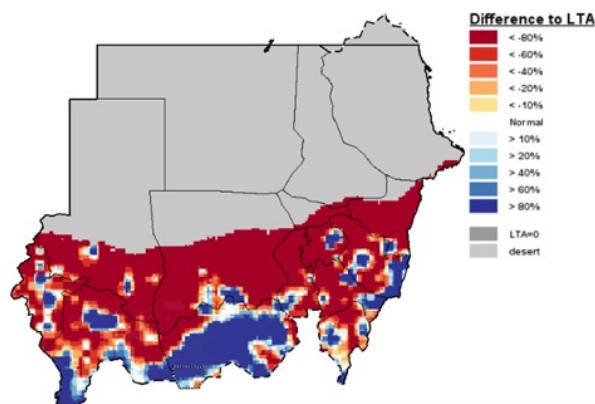 Difference to LTA
< -80%
< -60%
< -40%
< -20%
< -10%
Normal
> 10%
> 20%
> 40%
> 60%
> 80%
LTA=0
desert